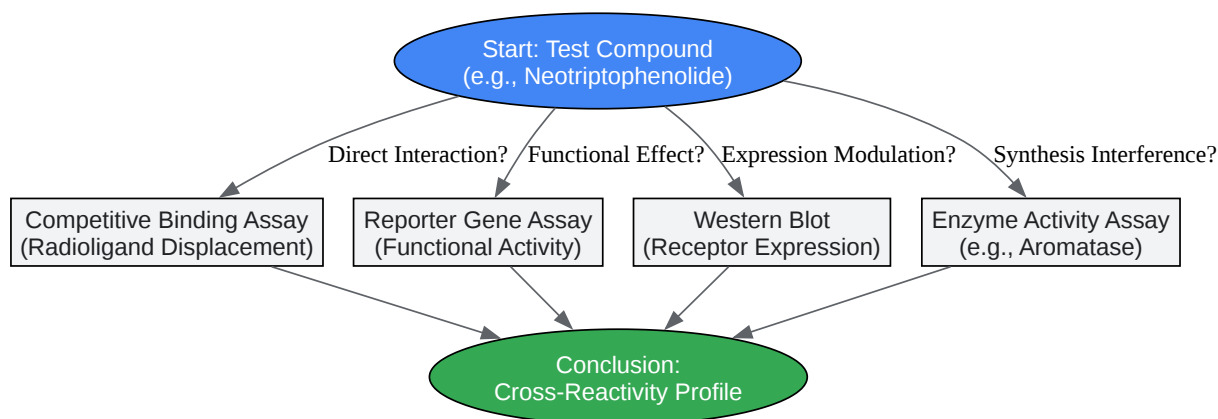 Start: Test Compound
(e.g., Neotriptophenolide)
Direct Interaction?
Functional Effect?
Expression Modulation?
Synthesis Interference?
Competitive Binding Assay
(Radioligand Displacement)
Reporter Gene Assay
(Functional Activity)
Western Blot
(Receptor Expression)
Enzyme Activity Assay
(e.g., Aromatase)
Conclusion:
Cross-Reactivity Profile